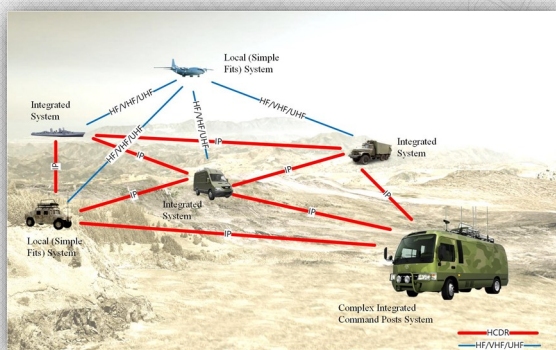 Local (Simple
Fits) System
Integrated
System
HF/VHF/UHF
HF/VHF/UHF
HF/VHF/UHF
HF/VHF/UHF
IP
IP
IP
Integrated
System
IP
IP
IP
Integrated
System
IP
IP
IP
Local (Simple
Fits) System
Complex Integrated
Command Posts System
HCDR
HF/VHF/UHF